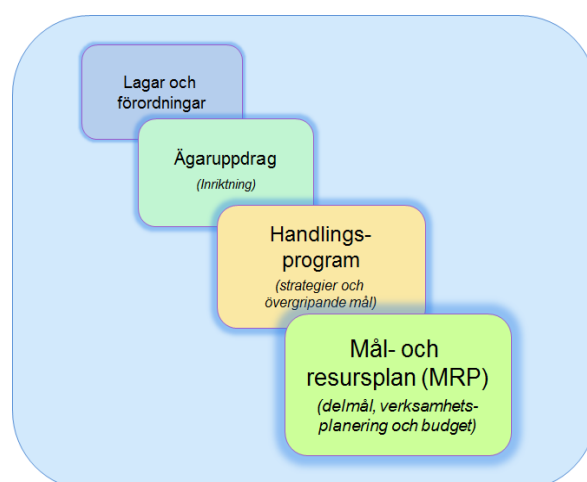 Lagar och
förordningar
Ägaruppdrag
(Inriktning)
Handlings-
program
(strategier och
övergripande mål)
Mål- och
resursplan (MRP)
(delmål, verksamhets-
planering och budget)